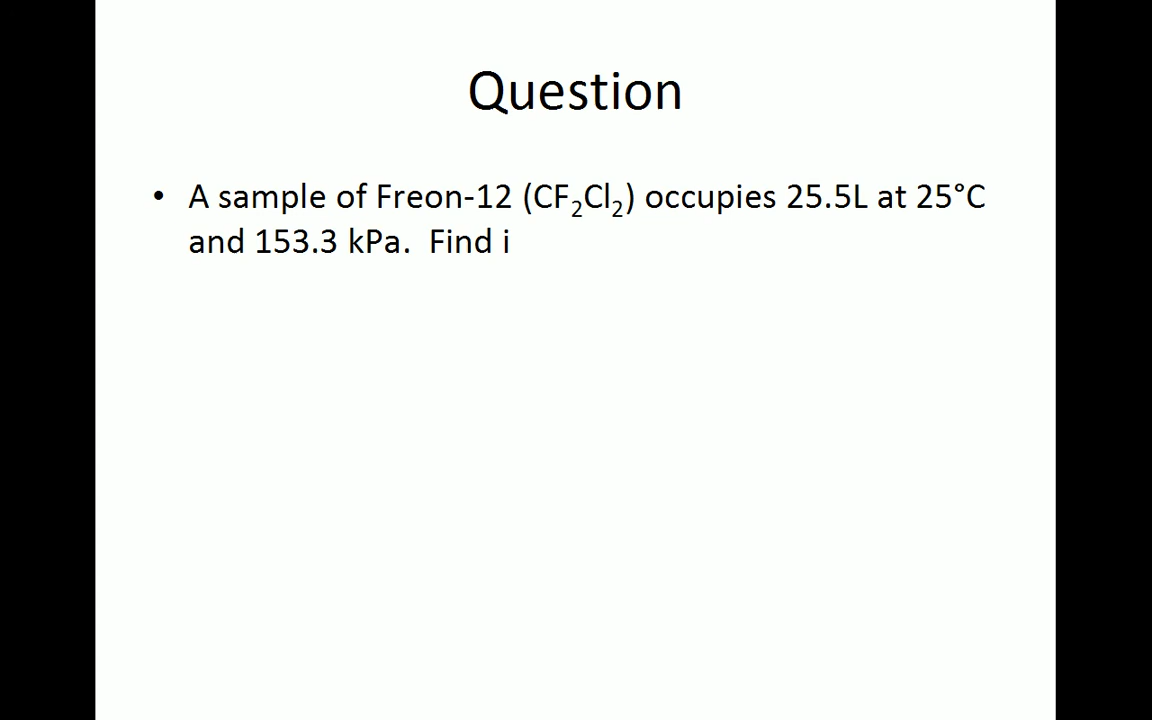 Question
• A sample of Freon-12 (CF₂Cl₂) occupies 25.5L at 25°C
and 153.3 kPa.  Find i